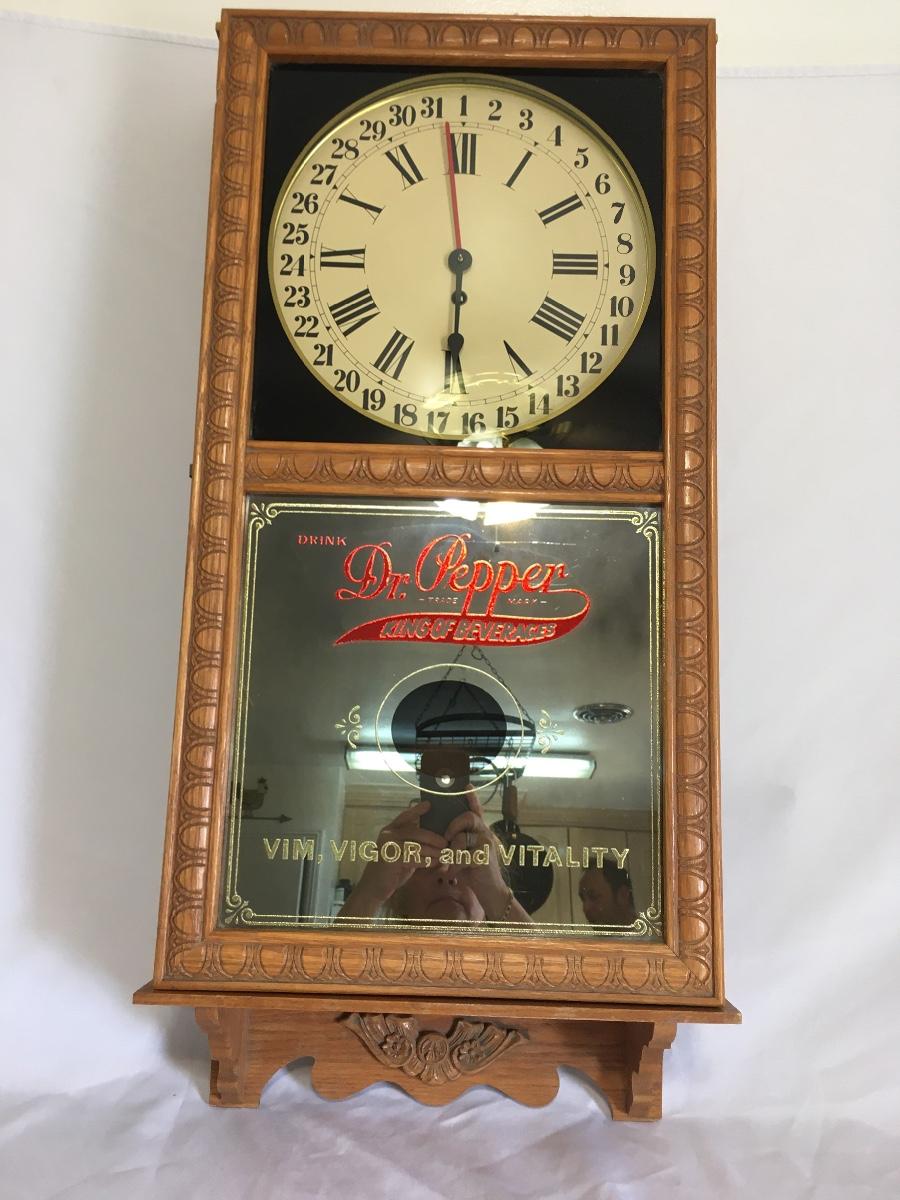 31 1 2 3 4 5 6 7 8 9 10 11 12 13 14 15 16 17 18 19 20 21 22 23 24 25 26 27 28 29 30
XII I II III IIII V VI VII VIII IX X XI
DRINK
Dr. Pepper
- TRADE MARK -
KING OF BEVERAGES
VIM, VIGOR, and VITALITY